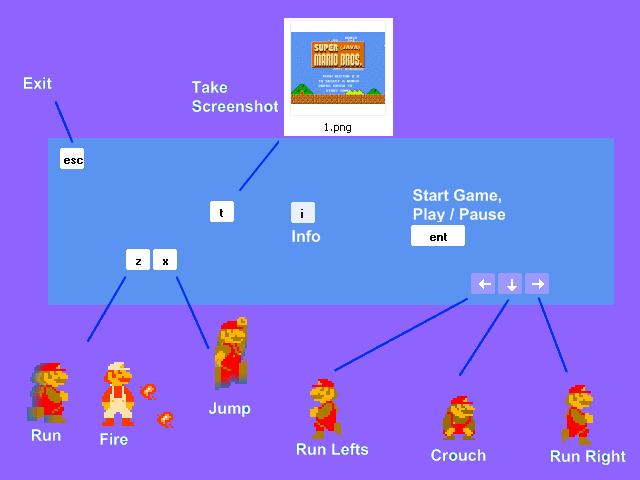 SUPER (JAVA)
MARIO BROS.
1.png
Exit
Take
Screenshot
esc
t
i
Info
Start Game,
Play / Pause
ent
z x
← ↓ →
Run
Fire
Jump
Run Lefts
Crouch
Run Right